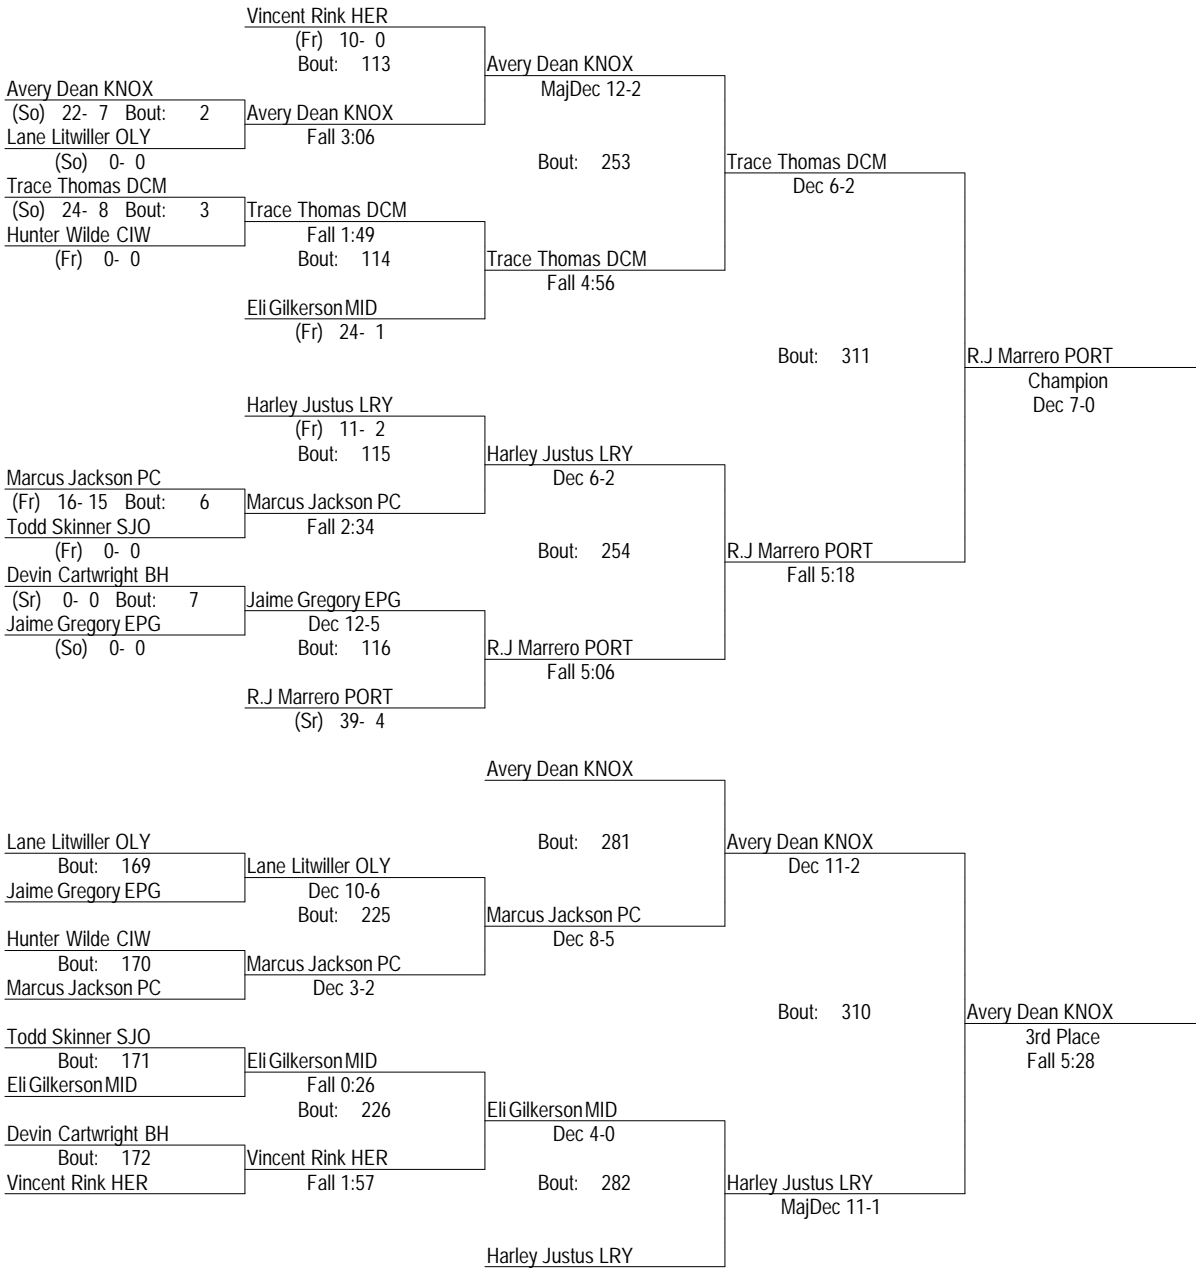 Vincent Rink HER
(Fr) 10- 0
Bout: 113
Avery Dean KNOX
MajDec 12-2
Avery Dean KNOX
(So) 22- 7 Bout: 2
Avery Dean KNOX
Fall 3:06
Lane Litwiller OLY
(So) 0- 0
Bout: 253
Trace Thomas DCM
Dec 6-2
Trace Thomas DCM
(So) 24- 8 Bout: 3
Trace Thomas DCM
Fall 1:49
Hunter Wilde CIW
(Fr) 0- 0
Bout: 114
Trace Thomas DCM
Fall 4:56
Eli Gilkerson MID
(Fr) 24- 1
Bout: 311
R.J Marrero PORT
Champion
Dec 7-0
Harley Justus LRY
(Fr) 11- 2
Bout: 115
Harley Justus LRY
Dec 6-2
Marcus Jackson PC
(Fr) 16- 15 Bout: 6
Marcus Jackson PC
Fall 2:34
Todd Skinner SJO
(Fr) 0- 0
Bout: 254
R.J Marrero PORT
Fall 5:18
Devin Cartwright BH
(Sr) 0- 0 Bout: 7
Jaime Gregory EPG
Dec 12-5
Jaime Gregory EPG
(So) 0- 0
Bout: 116
R.J Marrero PORT
Fall 5:06
R.J Marrero PORT
(Sr) 39- 4
Avery Dean KNOX
Lane Litwiller OLY
Bout: 169
Bout: 281
Avery Dean KNOX
Dec 11-2
Lane Litwiller OLY
Dec 10-6
Jaime Gregory EPG
Bout: 225
Marcus Jackson PC
Dec 8-5
Hunter Wilde CIW
Bout: 170
Marcus Jackson PC
Dec 3-2
Marcus Jackson PC
Bout: 310
Avery Dean KNOX
3rd Place
Fall 5:28
Todd Skinner SJO
Bout: 171
Eli Gilkerson MID
Fall 0:26
Eli Gilkerson MID
Bout: 226
Eli Gilkerson MID
Dec 4-0
Devin Cartwright BH
Bout: 172
Vincent Rink HER
Fall 1:57
Vincent Rink HER
Bout: 282
Harley Justus LRY
MajDec 11-1
Harley Justus LRY